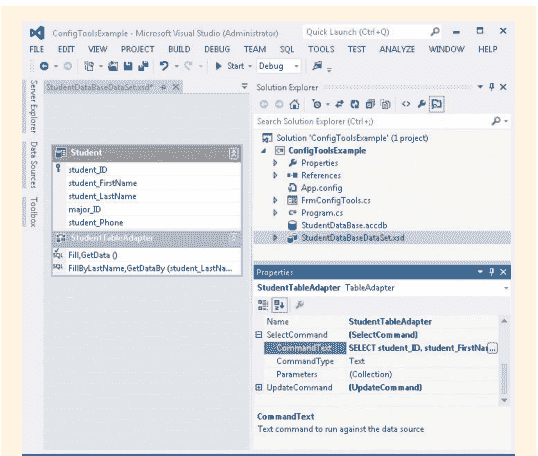 ConfigToolsExample - Microsoft Visual Studio (Administrator)
Quick Launch (Ctrl+Q)
FILE EDIT VIEW PROJECT BUILD DEBUG TEAM SQL TOOLS TEST ANALYZE WINDOW HELP
Start Debug
Server Explorer
Data Sources
Toolbox
StudentDataBaseDataSet.xsd*
Student
student_ID
student_FirstName
student_LastName
major_ID
student_Phone
StudentTableAdapter
SQL Fill,GetData ()
SQL FillByLastName,GetDataBy (student_LastNa...
Solution Explorer
Search Solution Explorer (Ctrl+;)
Solution 'ConfigToolsExample' (1 project)
C# ConfigToolsExample
Properties
References
App.config
FrmConfigTools.cs
C# Program.cs
StudentDataBase.accdb
StudentDataBaseDataSet.xsd
Properties
StudentTableAdapter TableAdapter
Name StudentTableAdapter
SelectCommand (SelectCommand)
CommandText SELECT student_ID, student_FirstNar...
CommandType Text
Parameters (Collection)
UpdateCommand (UpdateCommand)
CommandText
Text command to run against the data source